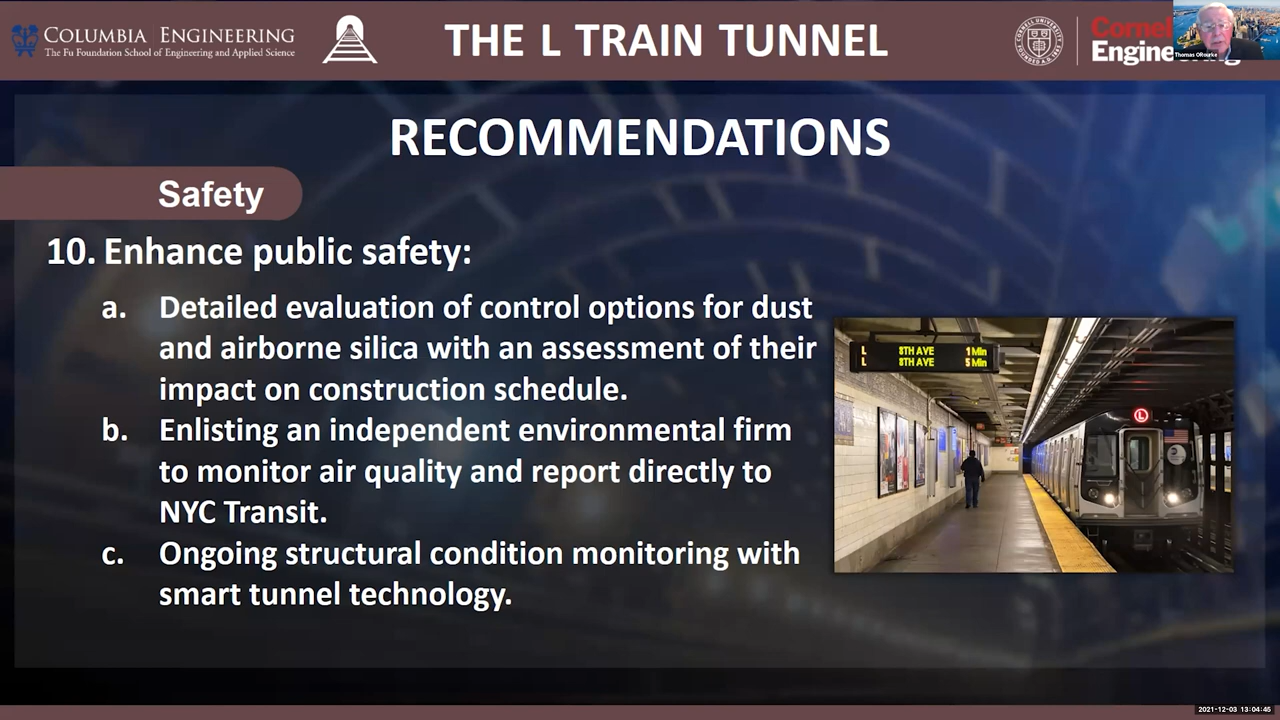 COLUMBIA ENGINEERING
The Fu Foundation School of Engineering and Applied Science
THE L TRAIN TUNNEL
Cornel
Engineering
Thomas ORourke
RECOMMENDATIONS
Safety
10. Enhance public safety:
a. Detailed evaluation of control options for dust
and airborne silica with an assessment of their
impact on construction schedule.
b. Enlisting an independent environmental firm
to monitor air quality and report directly to
NYC Transit.
c. Ongoing structural condition monitoring with
smart tunnel technology.
L 8TH AVE 1 Min
L 8TH AVE 5 Min
L
2021-12-03 13:04:45